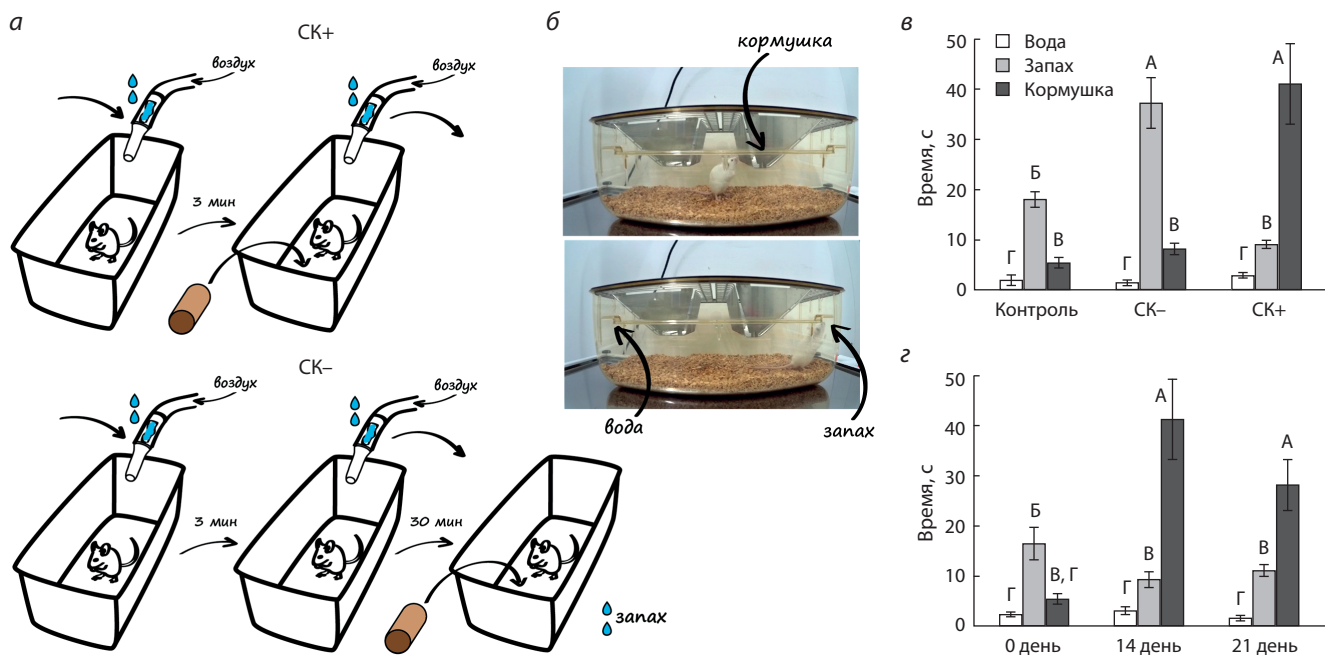 а
СК+
воздух
воздух
3 мин
СК–
воздух
воздух
3 мин
30 мин
запах
б
кормушка
вода
запах
в
Время, с
50
40
30
20
10
0
Вода
Запах
Кормушка
Г
Б
В
Г
А
В
Г
В
А
Контроль
СК–
СК+
г
Время, с
50
40
30
20
10
0
Г
Б
В, Г
Г
В
А
Г
В
А
0 день
14 день
21 день